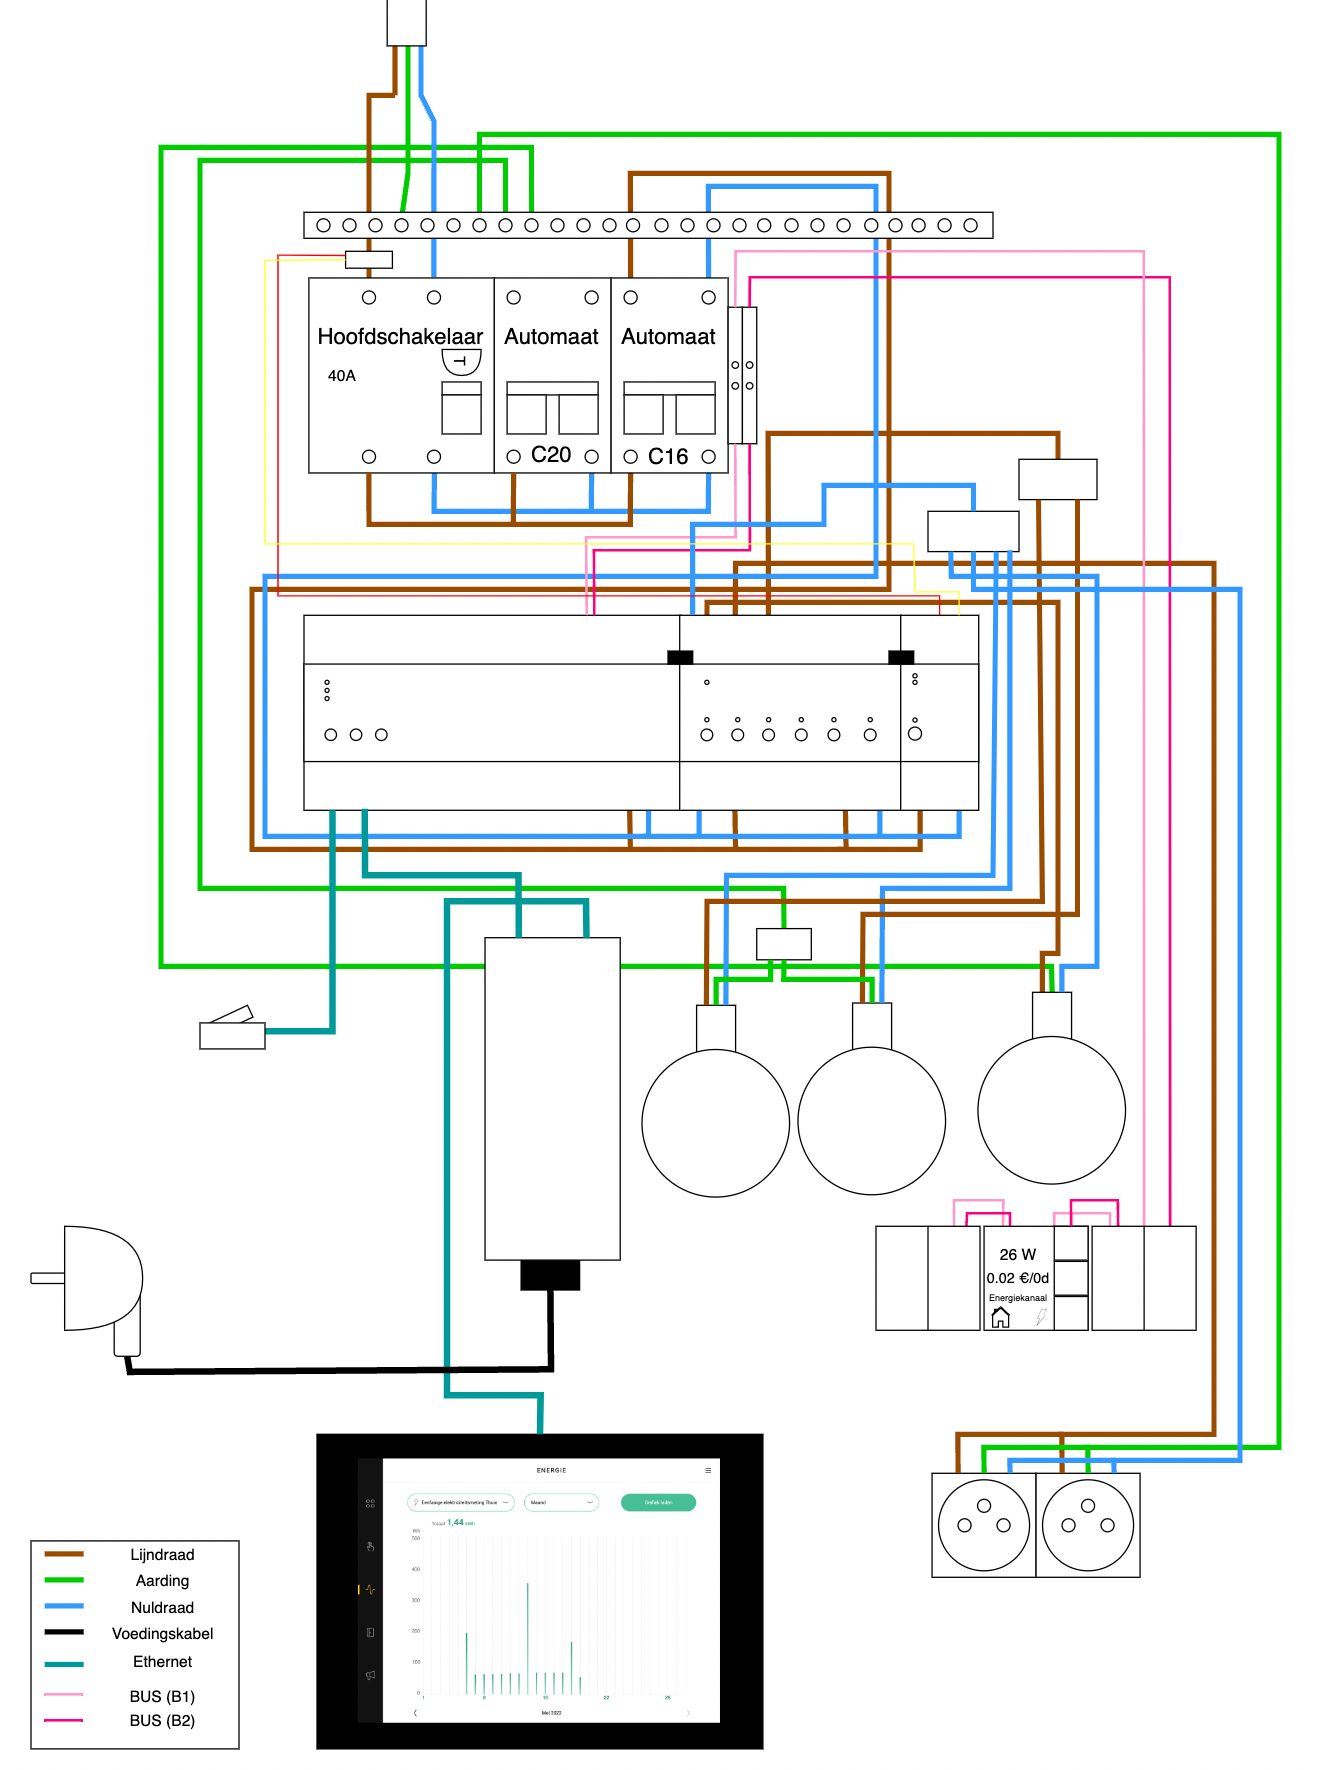 Hoofdschakelaar
40A
Automaat
C20
Automaat
C16
26 W
0.02 €/0d
Energiekanaal
ENERGIE
Eenfasige elektriciteitsmeting Thuis
Maand
Grafiek laden
Totaal 1,44 kWh
Wh
500
400
300
200
100
0
1 8 15 22 29
Mei 2022
Lijndraad
Aarding
Nuldraad
Voedingskabel
Ethernet
BUS (B1)
BUS (B2)